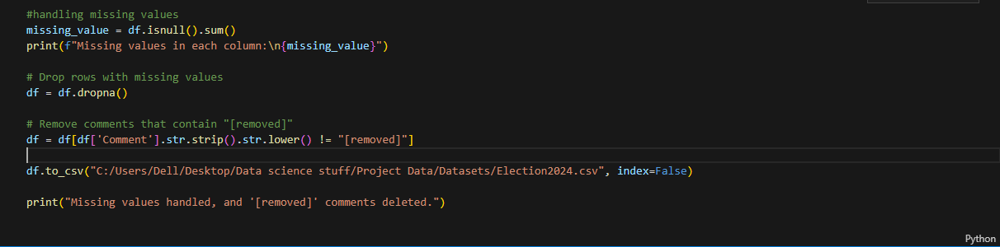 #handling missing values
missing_value = df.isnull().sum()
print(f"Missing values in each column:\n{missing_value}")
# Drop rows with missing values
df = df.dropna()
# Remove comments that contain "[removed]"
df = df[df['Comment'].str.strip().str.lower() != "[removed]"]
df.to_csv("C:/Users/Dell/Desktop/Data science stuff/Project Data/Datasets/Election2024.csv", index=False)
print("Missing values handled, and '[removed]' comments deleted.")
Python